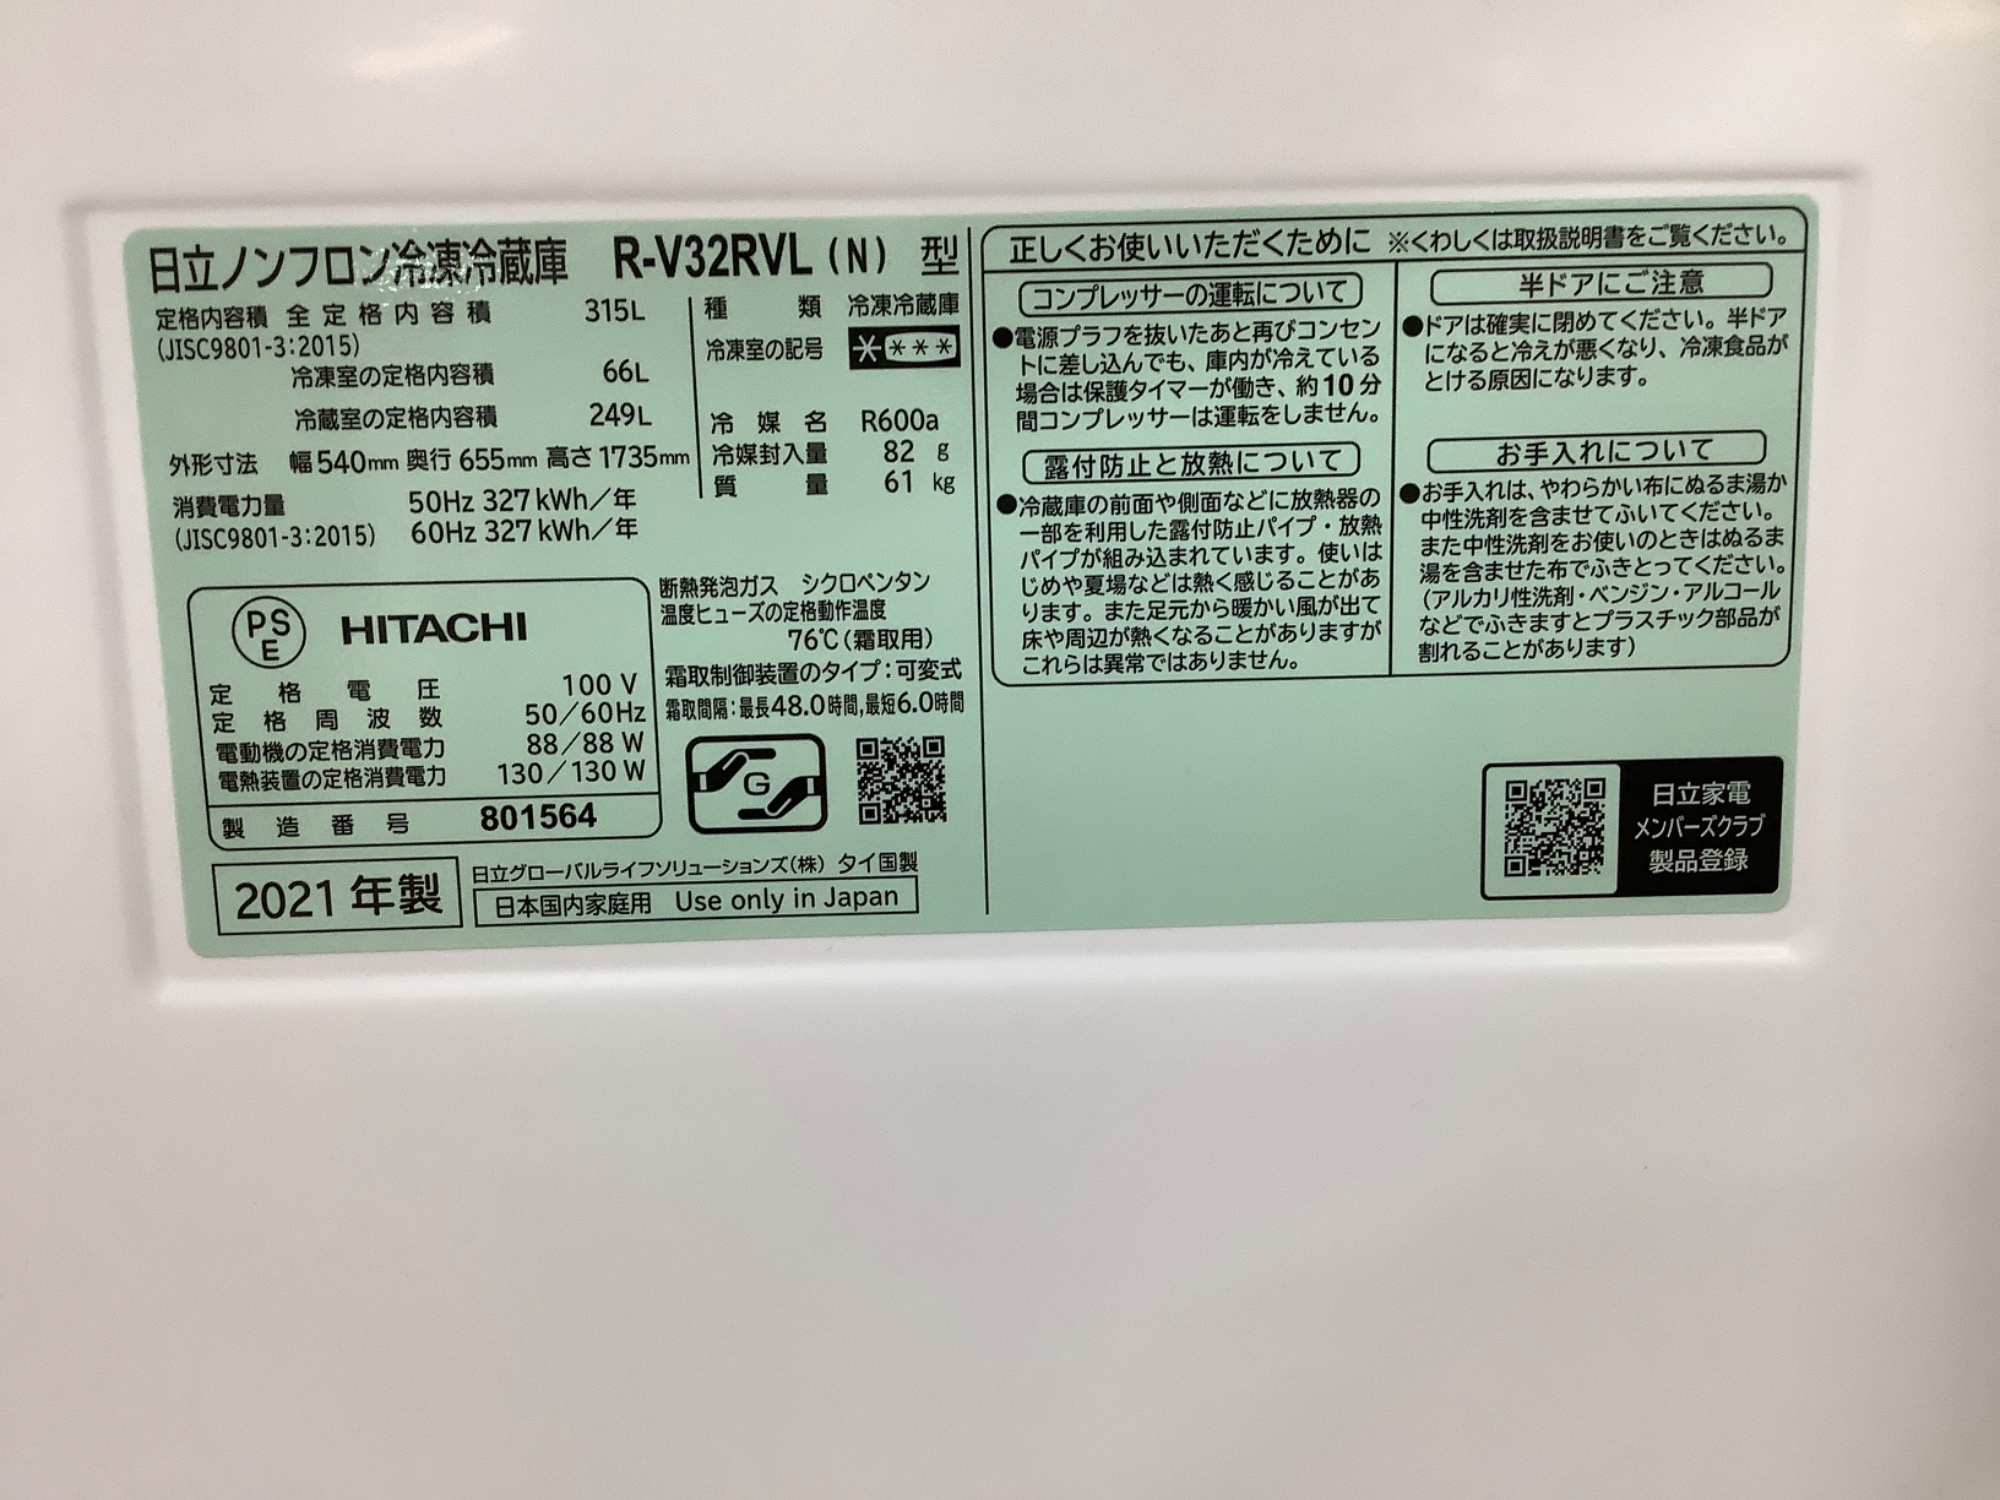 日立ノンフロン冷凍冷蔵庫 R-V32RVL (N) 型
定格内容積 全定格内容積 315L
(JISC9801-3:2015)
冷凍室の定格内容積 66L
冷蔵室の定格内容積 249L
外形寸法 幅540mm 奥行655mm 高さ1735mm
消費電力量 50Hz 327kWh/年
(JISC9801-3:2015) 60Hz 327kWh/年
種類 冷凍冷蔵庫
冷凍室の記号 ****
冷媒名 R600a
冷媒封入量 82 g
質量 61 kg
PSE HITACHI
定格電圧 100 V
定格周波数 50/60Hz
電動機の定格消費電力 88/88 W
電熱装置の定格消費電力 130/130 W
製造番号 801564
断熱発泡ガス シクロペンタン
温度ヒューズの定格動作温度
76℃(霜取用)
霜取制御装置のタイプ:可変式
霜取間隔:最長48.0時間,最短6.0時間
G
2021 年製
日立グローバルライフソリューションズ(株) タイ国製
日本国内家庭用 Use only in Japan
正しくお使いいただくために ※くわしくは取扱説明書をご覧ください。
コンプレッサーの運転について
●電源プラフを抜いたあと再びコンセン
トに差し込んでも、庫内が冷えている
場合は保護タイマーが働き、約10分
間コンプレッサーは運転をしません。
露付防止と放熱について
●冷蔵庫の前面や側面などに放熱器の
一部を利用した露付防止パイプ・放熱
パイプが組み込まれています。使いは
じめや夏場などは熱く感じることがあ
ります。また足元から暖かい風が出て
床や周辺が熱くなることがありますが
これらは異常ではありません。
半ドアにご注意
●ドアは確実に閉めてください。半ドア
になると冷えが悪くなり、冷凍食品が
とける原因になります。
お手入れについて
●お手入れは、やわらかい布にぬるま湯か
中性洗剤を含ませてふいてください。
また中性洗剤をお使いのときはぬるま
湯を含ませた布でふきとってください。
(アルカリ性洗剤・ベンジン・アルコール
などでふきますとプラスチック部品が
割れることがあります)
日立家電
メンバーズクラブ
製品登録